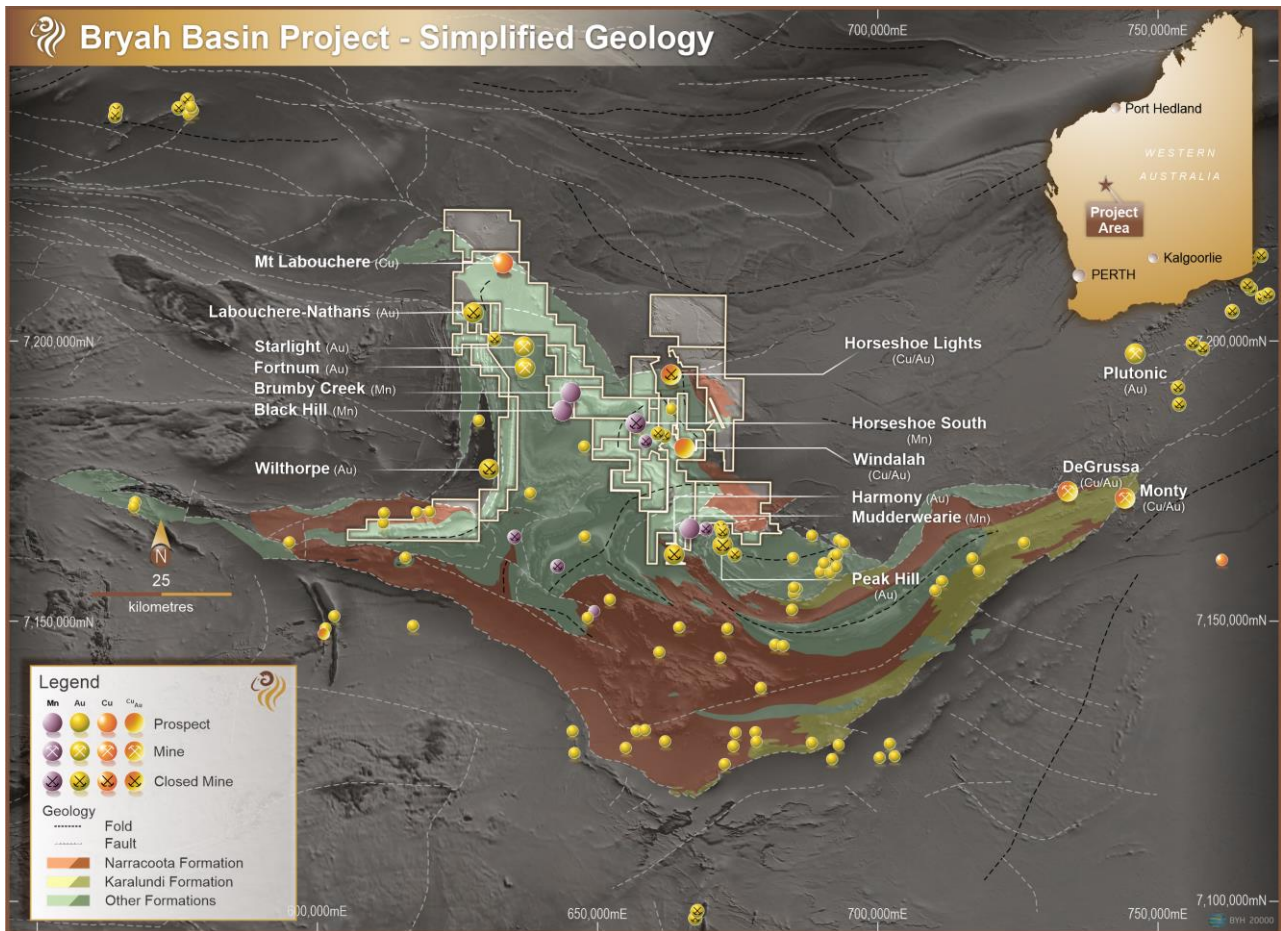 Bryah Basin Project - Simplified Geology
700,000mE
750,000mE
Port Hedland
WESTERN
AUSTRALIA
Project
Area
Kalgoorlie
PERTH
Mt Labouchere (Cu)
Labouchere-Nathans (Au)
7,200,000mN
Starlight (Au)
Fortnum (Au)
Brumby Creek (Mn)
Black Hill (Mn)
Wilthorpe (Au)
Horseshoe Lights
(Cu/Au)
7,200,000mN
Plutonic
(Au)
Horseshoe South
(Mn)
Windalah
(Cu/Au)
Harmony (Au)
Mudderwearie (Mn)
Peak Hill
(Au)
DeGrussa
(Cu/Au)
Monty
(Cu/Au)
N
25
kilometres
7,150,000mN
7,150,000mN
Legend
Mn Au Cu Cu Au
Prospect
Mine
Closed Mine
Geology
Fold
Fault
Narracoota Formation
Karalundi Formation
Other Formations
600,000mE
650,000mE
700,000mE
750,000mE
7,100,000mN
BYH 20000